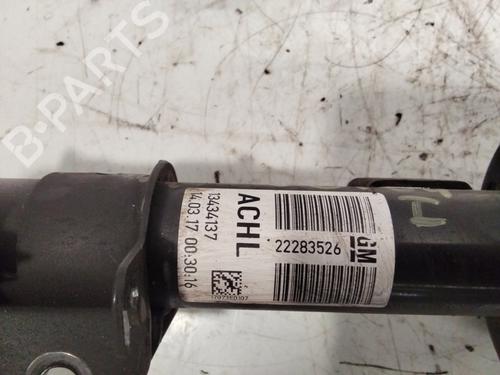 B-PARTS
ACHL
13434137
14.03.17 00:30:16
GM
22283526